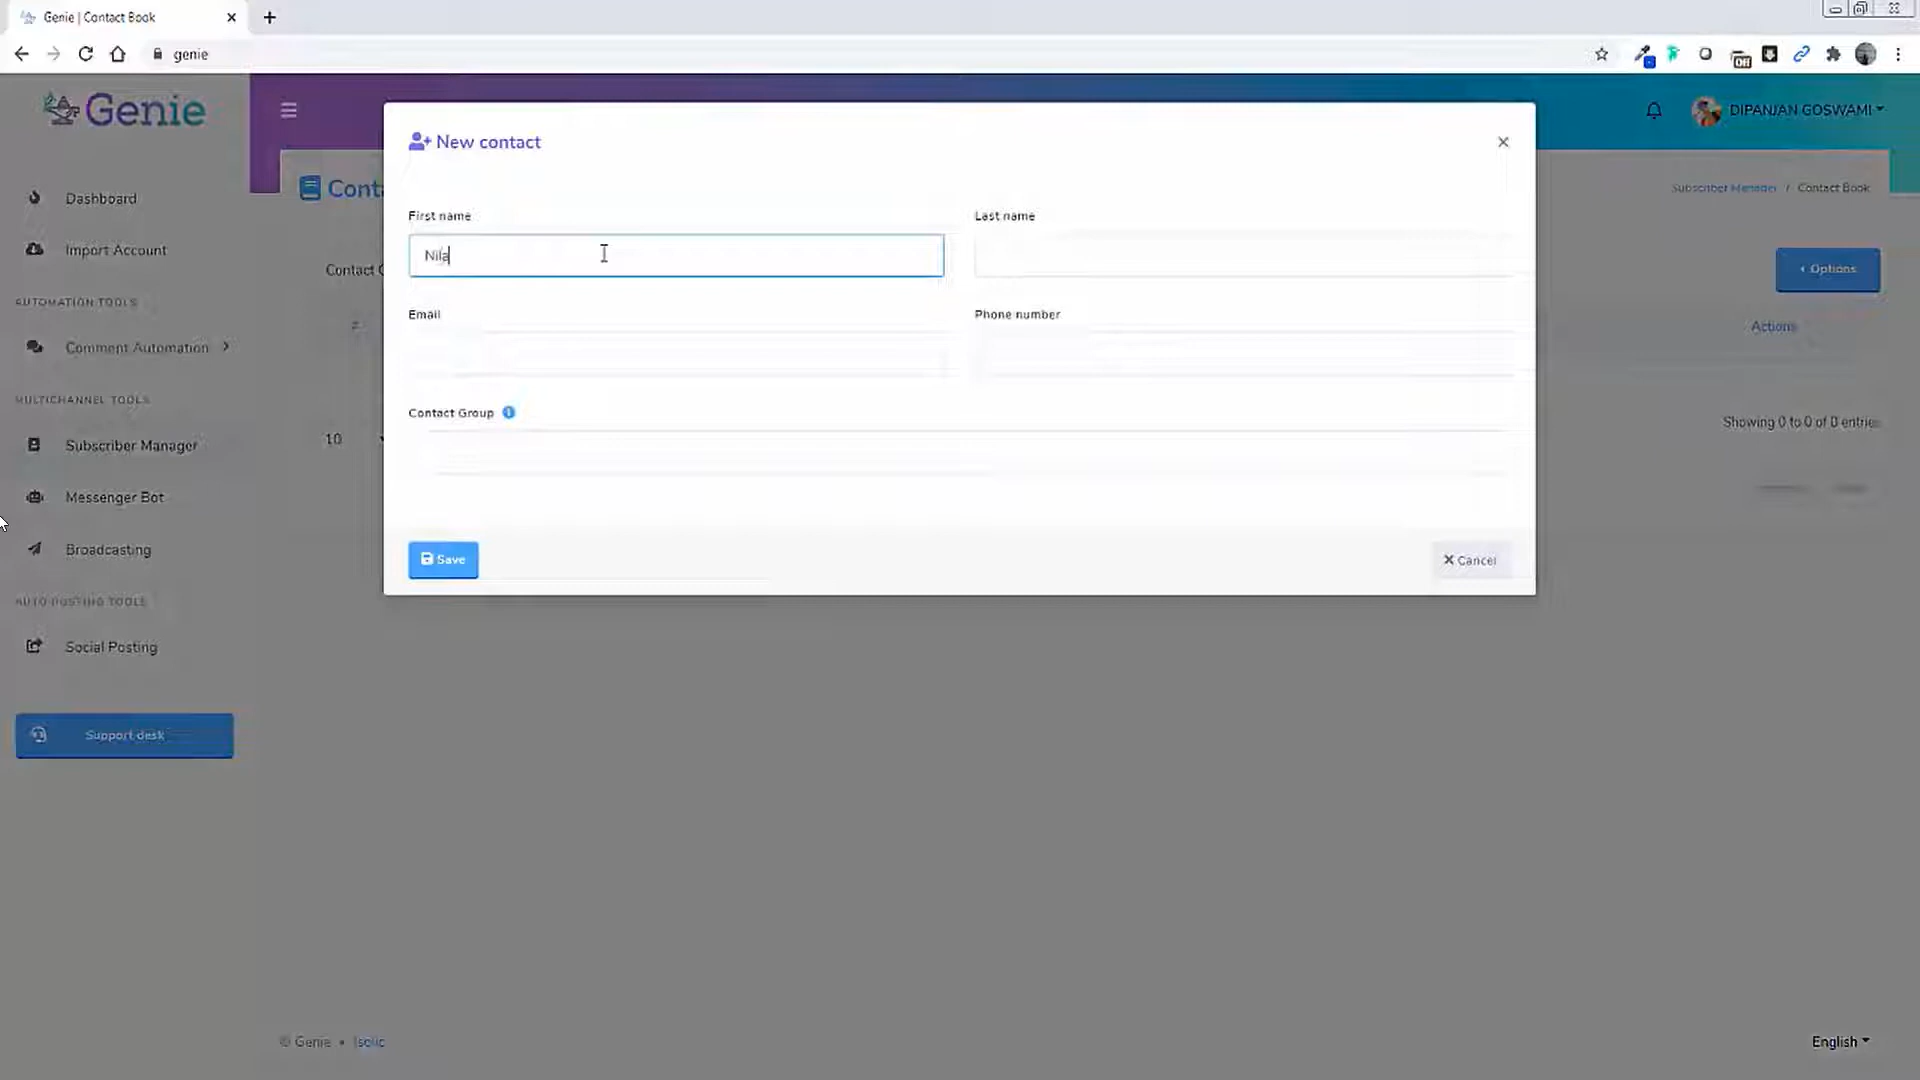 Genie | Contact Book
genie
Off
Genie
DIPANJAN GOSWAMI
New contact
Subscriber Manager / Contact Book
Dashboard
Import Account
AUTOMATION TOOLS
Comment Automation
MULTICHANNEL TOOLS
Subscriber Manager
Messenger Bot
Broadcasting
AUTO POSTING TOOLS
Social Posting
Support desk
Conta
First name
Last name
Nila
Contact
Options
Email
Phone number
#
Actions
Contact Group
10
Showing 0 to 0 of 0 entries
Save
Cancel
© Genie •
English